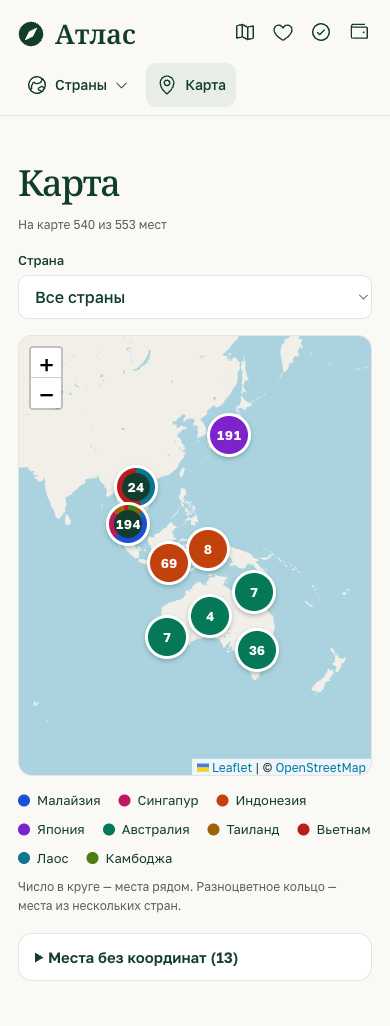 Атлас
Страны
Карта
Карта
На карте 540 из 553 мест
Страна
Все страны
+
−
191
24
194
69
8
7
4
7
36
Leaflet | © OpenStreetMap
Малайзия Сингапур Индонезия
Япония Австралия Таиланд Вьетнам
Лаос Камбоджа
Число в круге — места рядом. Разноцветное кольцо —
места из нескольких стран.
Места без координат (13)